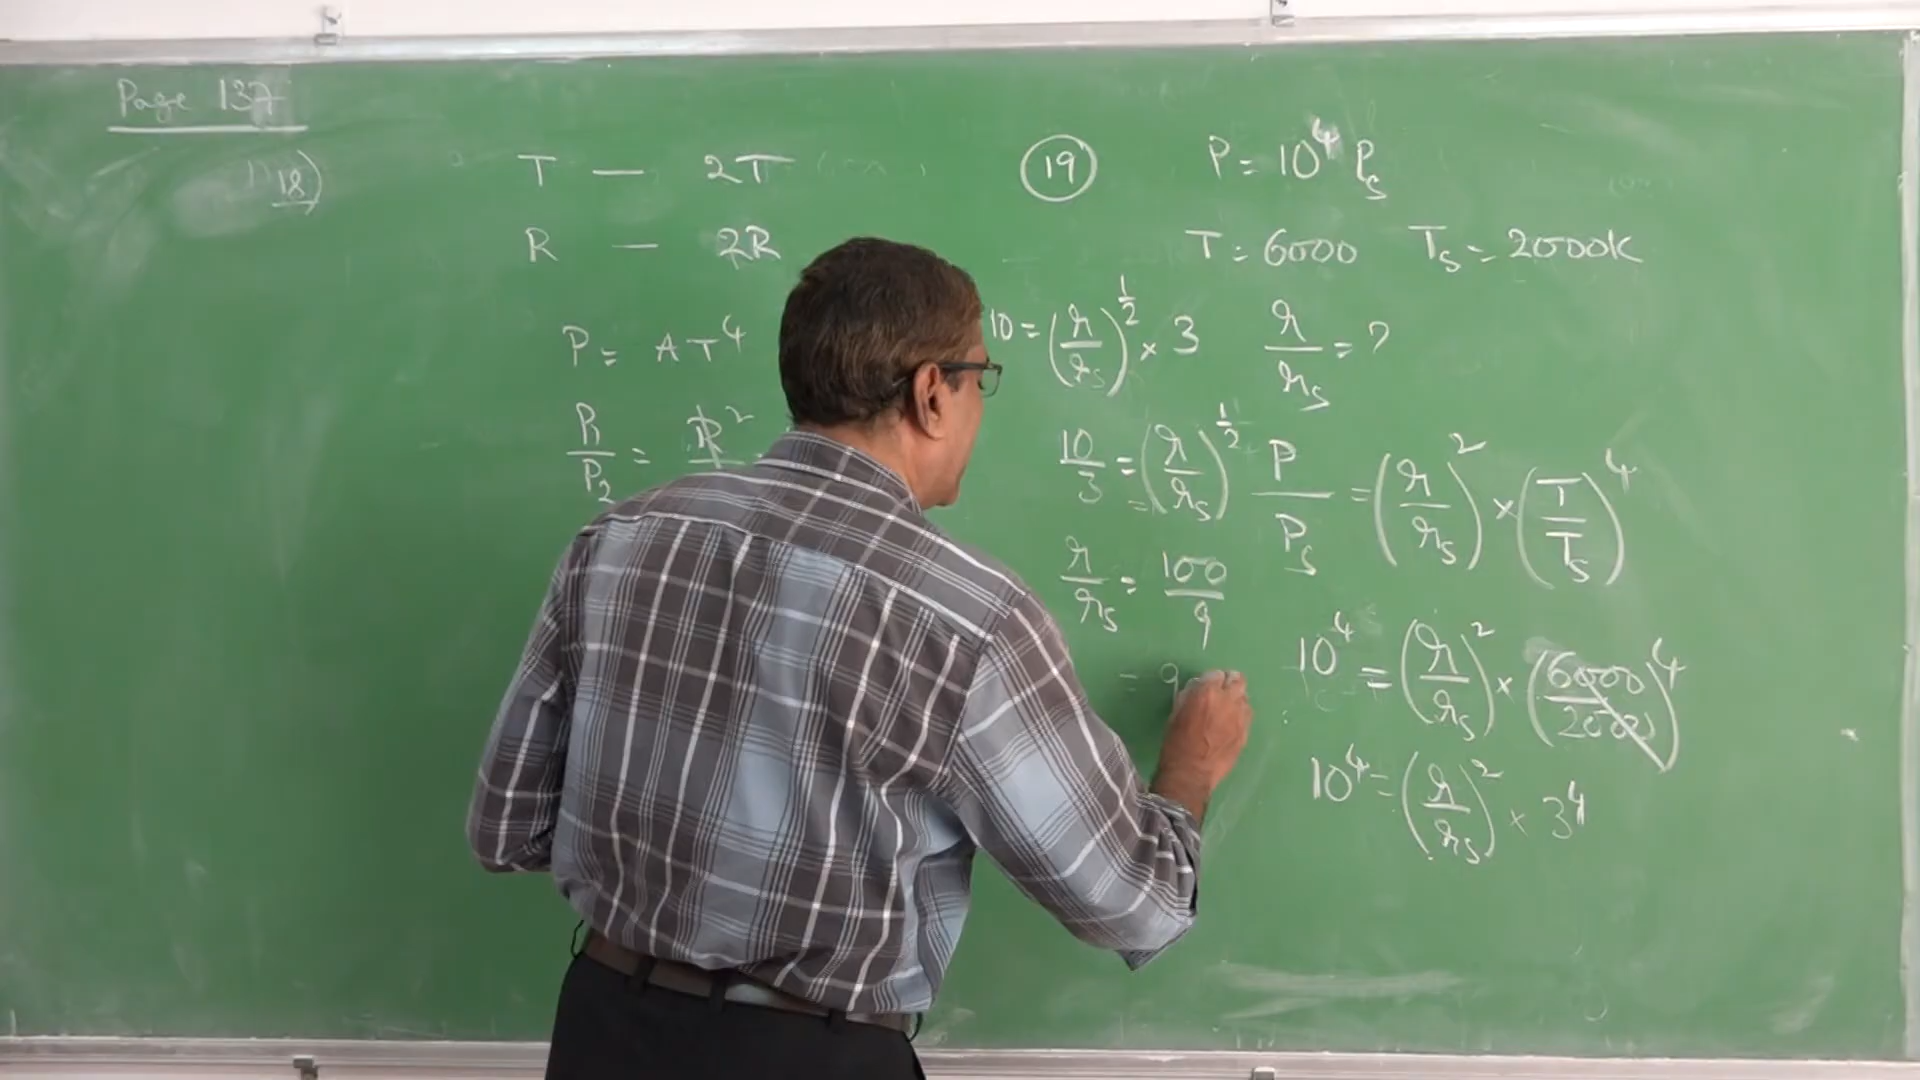 Page 137
18)
T — 2T
R — 2R
P = A T⁴
P₁/P₂ = R²
19
P = 10⁴ Pₛ
T = 6000 Tₛ = 2000K
r/rₛ = ?
P/Pₛ = (r/rₛ)² × (T/Tₛ)⁴
10⁴ = (r/rₛ)² × (6000/2000)⁴
10⁴ = (r/rₛ)² × 3⁴
10 = (r/rₛ)^½ × 3
10/3 = (r/rₛ)^½
r/rₛ = 100/9
= 9